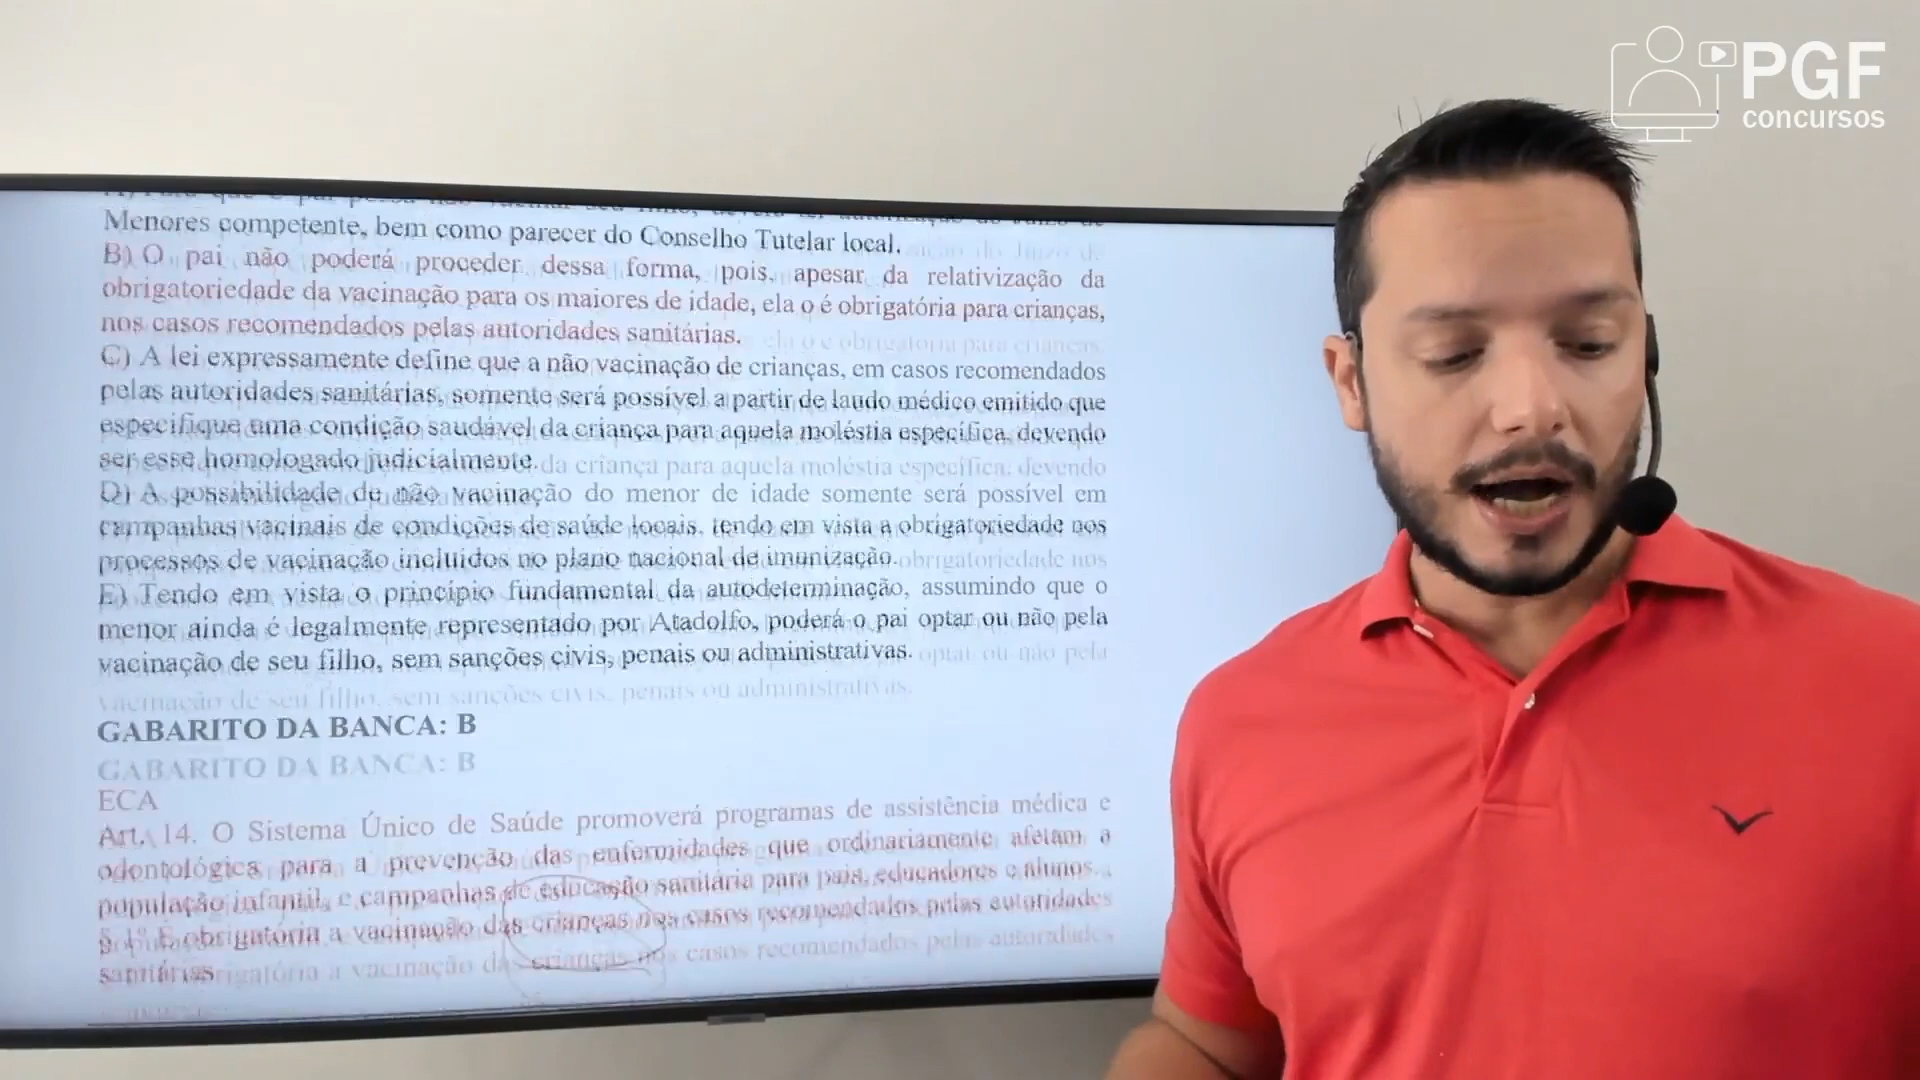 PGF
concursos
Menores competente, bem como parecer do Conselho Tutelar local.
B) O pai não poderá proceder dessa forma, pois, apesar da relativização da
obrigatoriedade da vacinação para os maiores de idade, ela o é obrigatória para crianças,
nos casos recomendados pelas autoridades sanitárias.
C) A lei expressamente define que a não vacinação de crianças, em casos recomendados
pelas autoridades sanitárias, somente será possível a partir de laudo médico emitido que
especifique uma condição saudável da criança para aquela moléstia específica, devendo
ser esse homologado judicialmente.
D) A possibilidade de não vacinação do menor de idade somente será possível em
campanhas vacinais de condições de saúde locais, tendo em vista a obrigatoriedade nos
processos de vacinação incluídos no plano nacional de imunização.
E) Tendo em vista o princípio fundamental da autodeterminação, assumindo que o
menor ainda é legalmente representado por Atadolfo, poderá o pai optar ou não pela
vacinação de seu filho, sem sanções civis, penais ou administrativas.
GABARITO DA BANCA: B
ECA
Art. 14. O Sistema Único de Saúde promoverá programas de assistência médica e
odontológica para a prevenção das enfermidades que ordinariamente afetam a
população infantil, e campanhas de educação sanitária para pais, educadores e alunos.
§ 1º É obrigatória a vacinação das crianças nos casos recomendados pelas autoridades
sanitárias